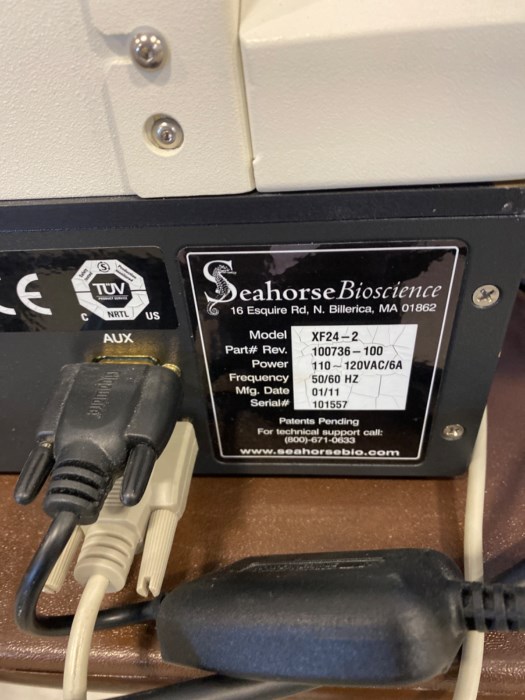 CE
TÜV
PRODUCT SERVICE
C NRTL US
AUX
Seahorse Bioscience
16 Esquire Rd, N. Billerica, MA 01862
Model XF24-2
Part# Rev. 100736-100
Power 110~120VAC/6A
Frequency 50/60 HZ
Mfg. Date 01/11
Serial# 101557
Patents Pending
For technical support call:
(800)-671-0633
www.seahorsebio.com